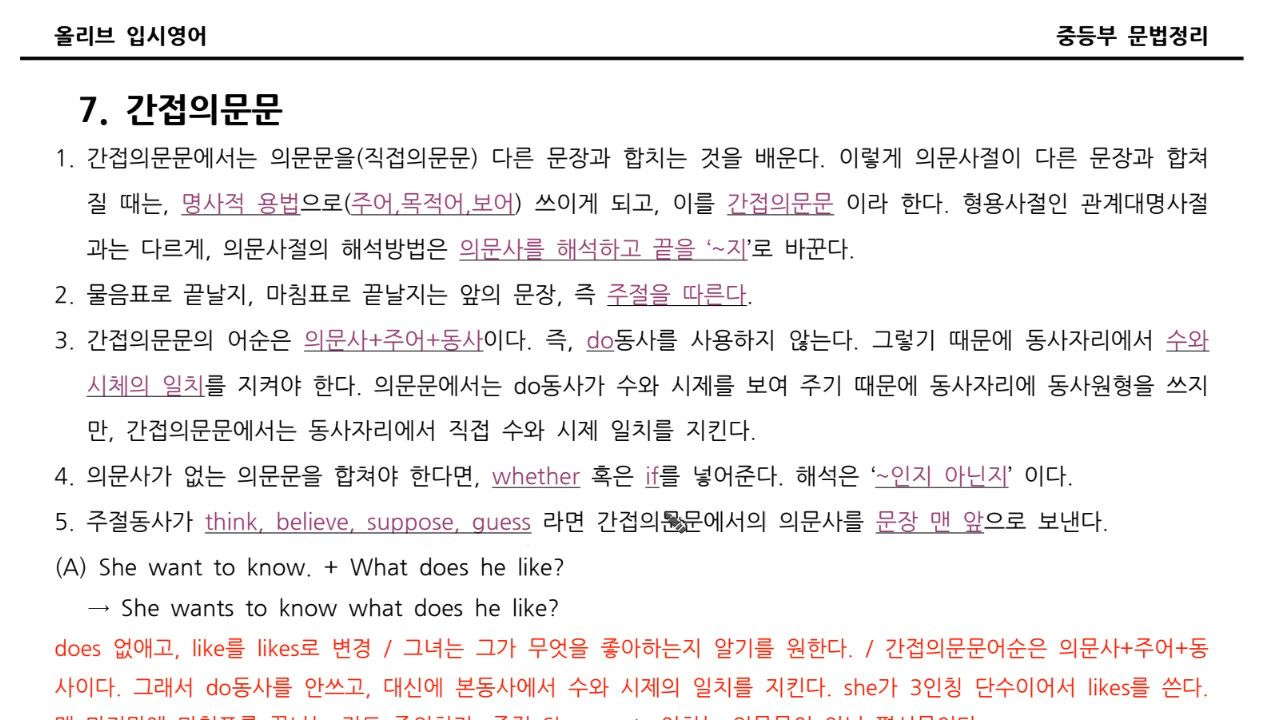 올리브 입시영어 중등부 문법정리
7. 간접의문문
1. 간접의문문에서는 의문문을(직접의문문) 다른 문장과 합치는 것을 배운다. 이렇게 의문사절이 다른 문장과 합쳐
질 때는, 명사적 용법으로(주어,목적어,보어) 쓰이게 되고, 이를 간접의문문 이라 한다. 형용사절인 관계대명사절
과는 다르게, 의문사절의 해석방법은 의문사를 해석하고 끝을 ‘~지’로 바꾼다.
2. 물음표로 끝날지, 마침표로 끝날지는 앞의 문장, 즉 주절을 따른다.
3. 간접의문문의 어순은 의문사+주어+동사이다. 즉, do동사를 사용하지 않는다. 그렇기 때문에 동사자리에서 수와
시체의 일치를 지켜야 한다. 의문문에서는 do동사가 수와 시제를 보여 주기 때문에 동사자리에 동사원형을 쓰지
만, 간접의문문에서는 동사자리에서 직접 수와 시제 일치를 지킨다.
4. 의문사가 없는 의문문을 합쳐야 한다면, whether 혹은 if를 넣어준다. 해석은 ‘~인지 아닌지’ 이다.
5. 주절동사가 think, believe, suppose, guess 라면 간접의문문에서의 의문사를 문장 맨 앞으로 보낸다.
(A) She want to know. + What does he like?
→ She wants to know what does he like?
does 없애고, like를 likes로 변경 / 그녀는 그가 무엇을 좋아하는지 알기를 원한다. / 간접의문문어순은 의문사+주어+동
사이다. 그래서 do동사를 안쓰고, 대신에 본동사에서 수와 시제의 일치를 지킨다. she가 3인칭 단수이어서 likes를 쓴다.